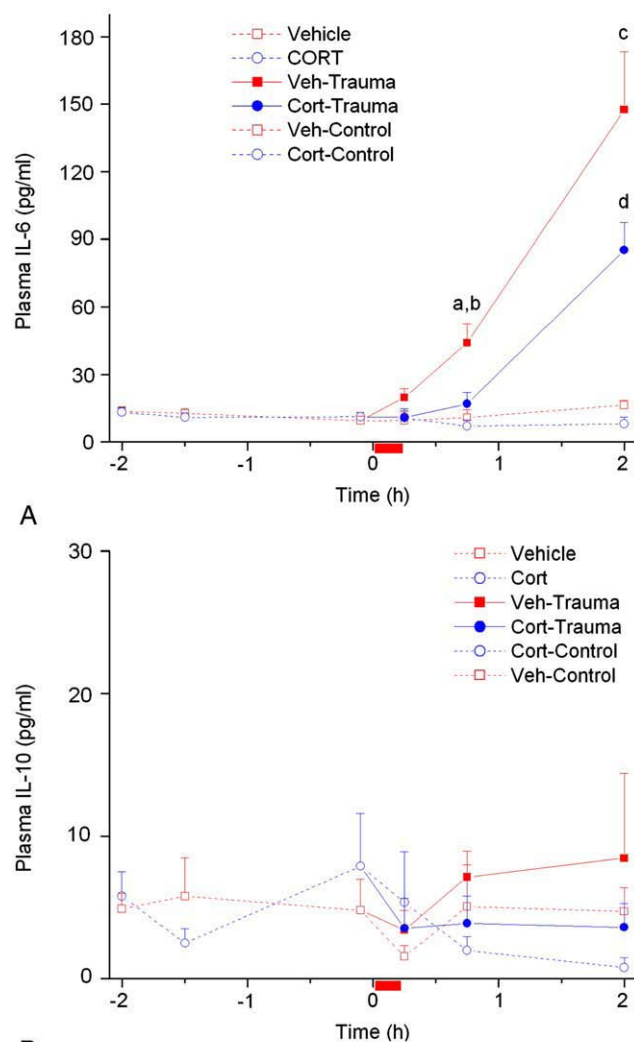 180
150
120
90
60
30
0
Plasma IL-6 (pg/ml)
Vehicle
CORT
Veh-Trauma
Cort-Trauma
Veh-Control
Cort-Control
c
d
a,b
-2
-1
0
1
2
Time (h)
A
30
20
10
0
Plasma IL-10 (pg/ml)
Vehicle
Cort
Veh-Trauma
Cort-Trauma
Cort-Control
Veh-Control
-2
-1
0
1
2
Time (h)